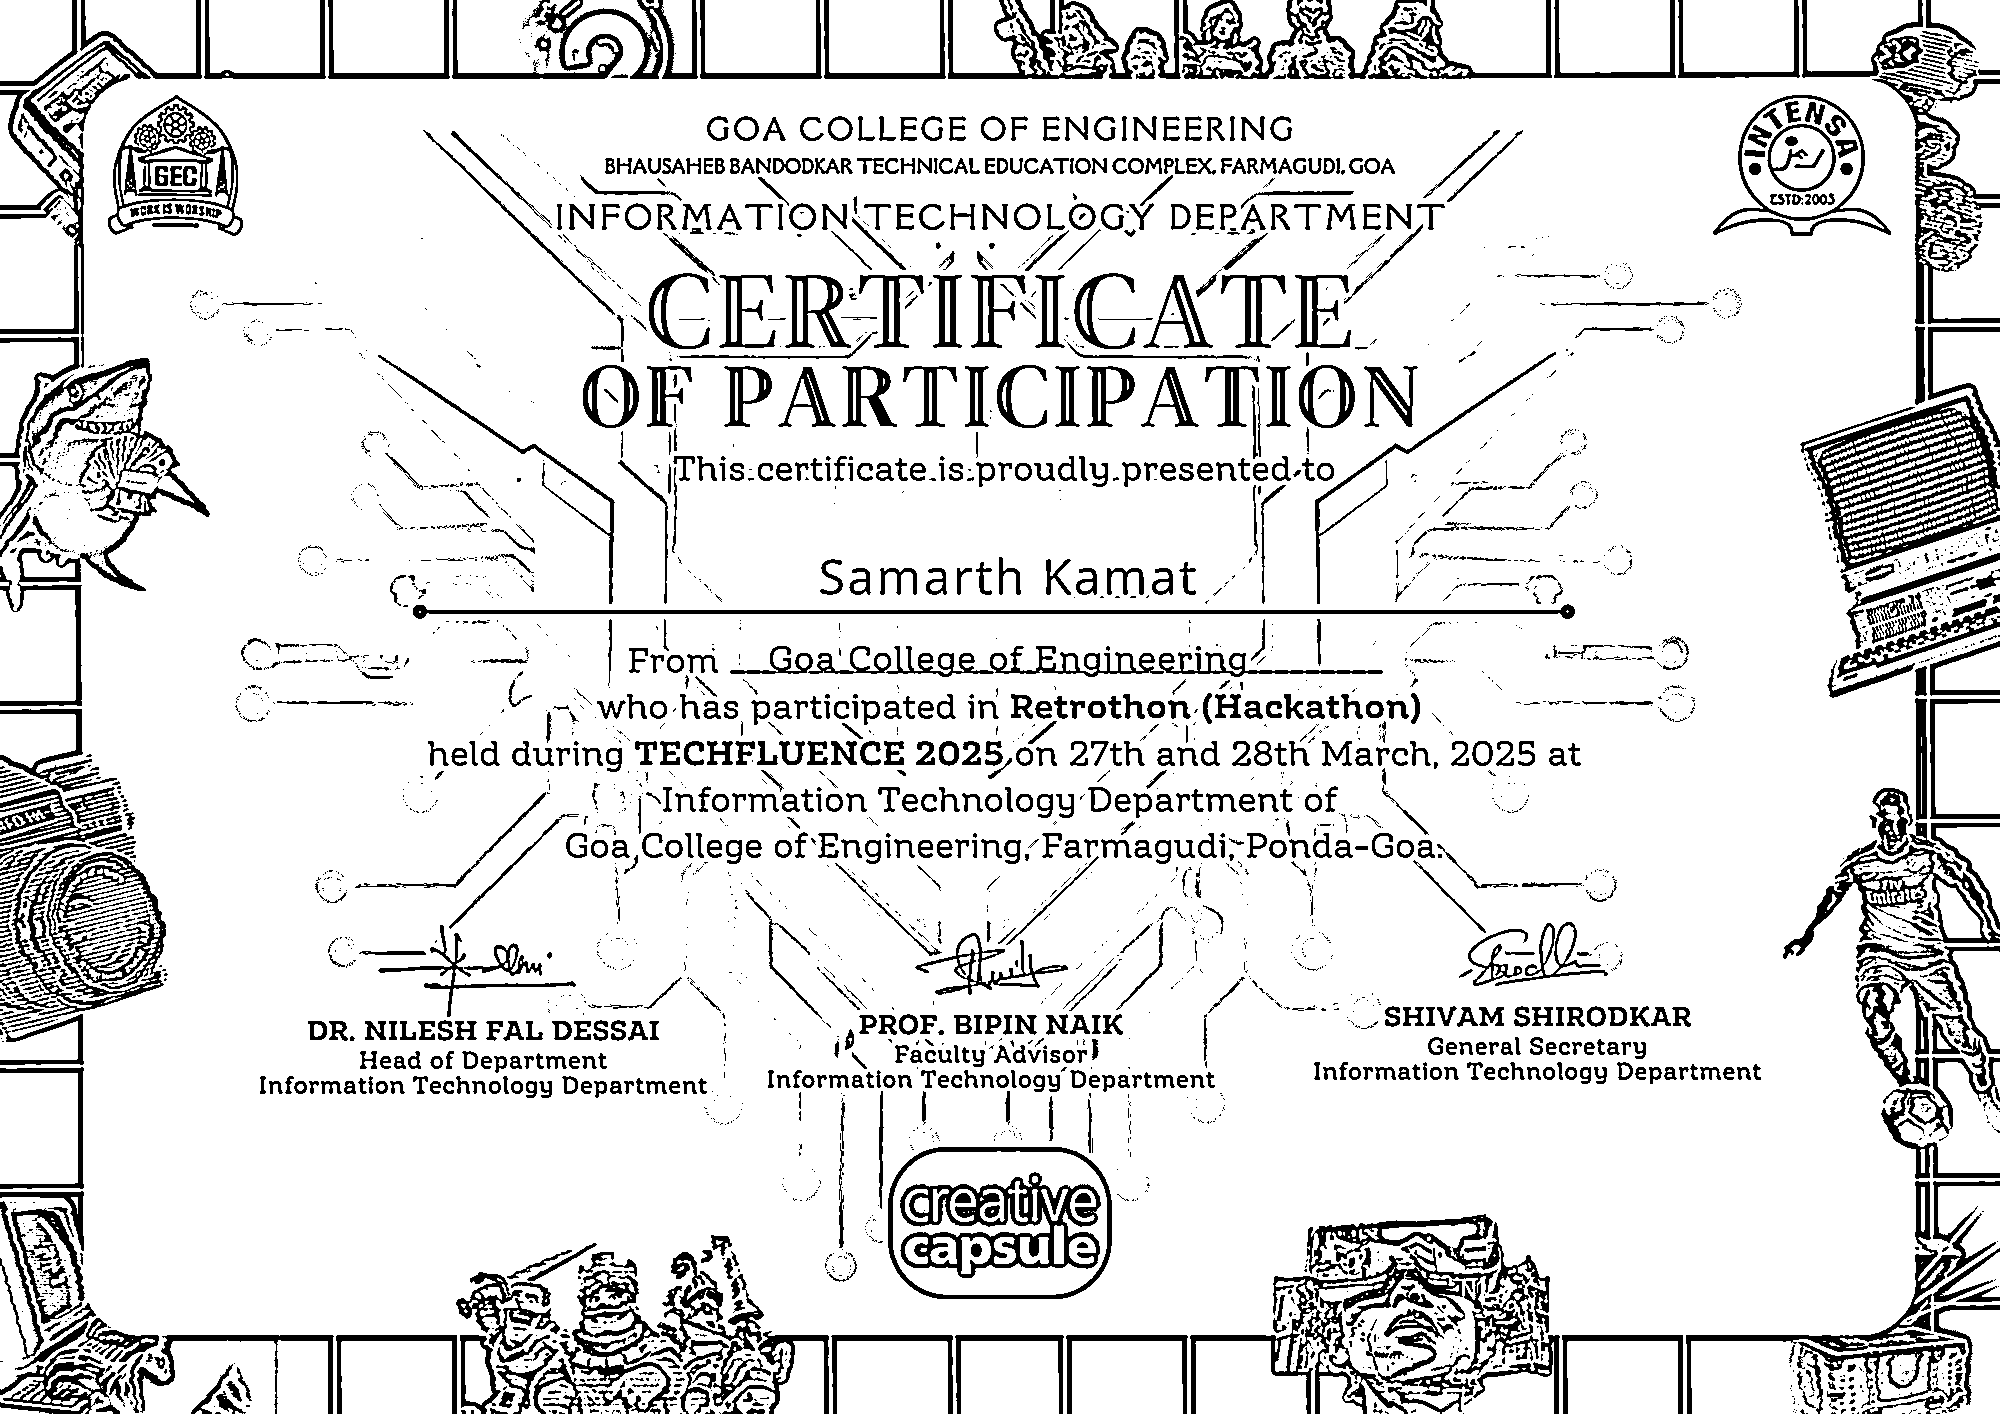 GOA COLLEGE OF ENGINEERING
BHAUSAHEB BANDODKAR TECHNICAL EDUCATION COMPLEX, FARMAGUDI, GOA
INFORMATION TECHNOLOGY DEPARTMENT
GEC
WORK IS WORSHIP
INTENSA
ESTD:2003
CERTIFICATE
OF PARTICIPATION
This certificate is proudly presented to
Samarth Kamat
From Goa College of Engineering
who has participated in Retrothon (Hackathon)
held during TECHFLUENCE 2025 on 27th and 28th March, 2025 at
Information Technology Department of
Goa College of Engineering, Farmagudi, Ponda-Goa.
DR. NILESH FAL DESSAI
Head of Department
Information Technology Department
PROF. BIPIN NAIK
Faculty Advisor
Information Technology Department
SHIVAM SHIRODKAR
General Secretary
Information Technology Department
creative
capsule